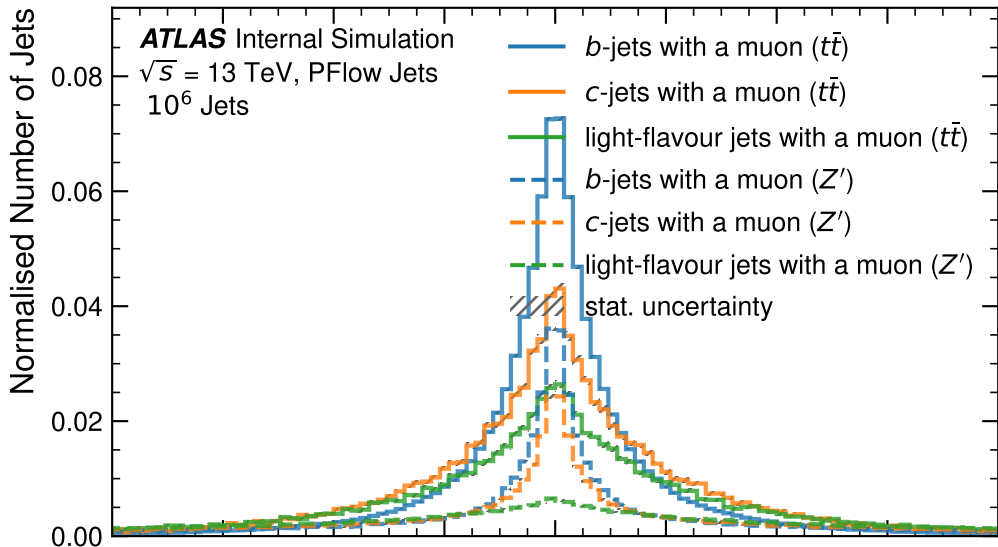 Normalised Number of Jets
0.08
0.06
0.04
0.02
0.00
ATLAS Internal Simulation
√s = 13 TeV, PFlow Jets
10⁶ Jets
b-jets with a muon (tt̄)
c-jets with a muon (tt̄)
light-flavour jets with a muon (tt̄)
b-jets with a muon (Z′)
c-jets with a muon (Z′)
light-flavour jets with a muon (Z′)
stat. uncertainty